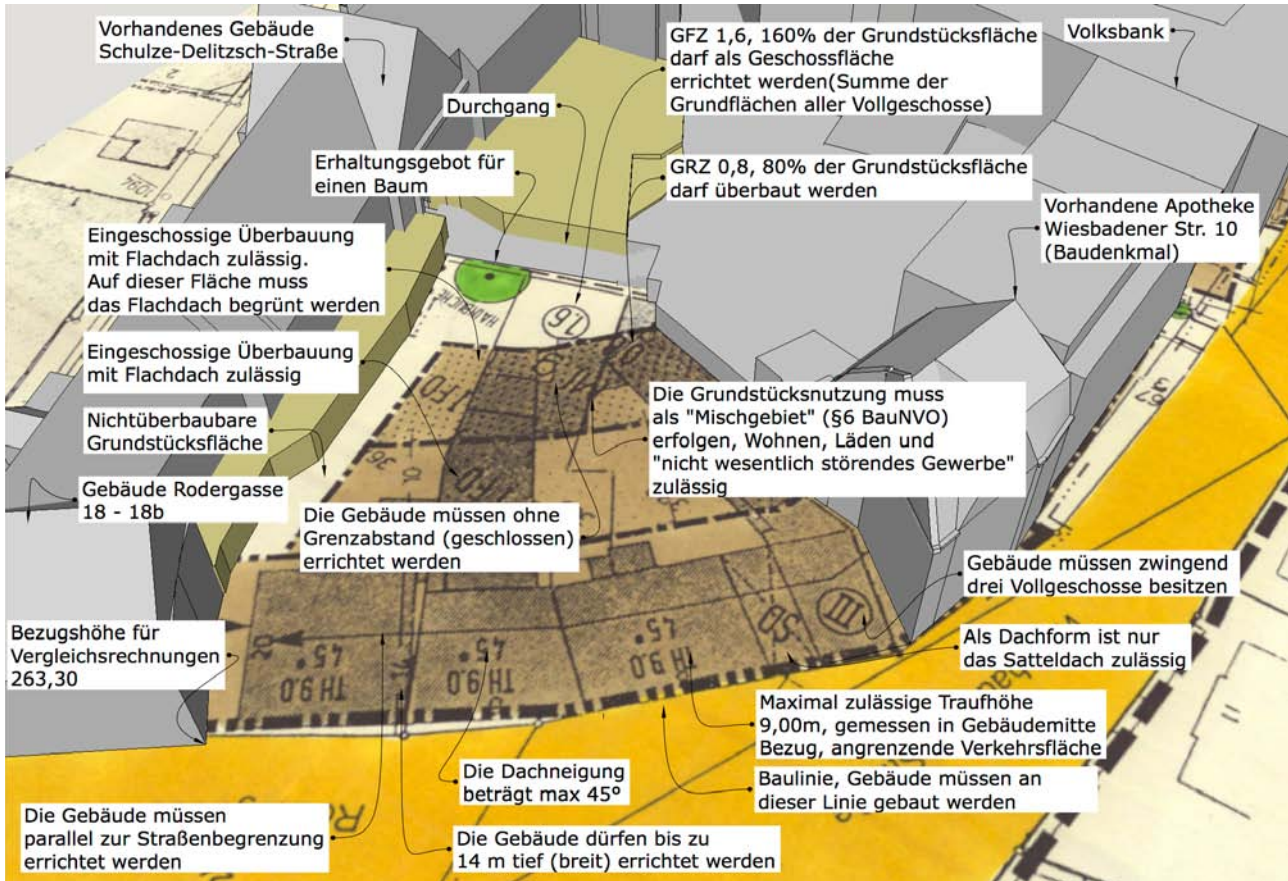 Vorhandenes Gebäude
Schulze-Delitzsch-Straße
GFZ 1,6, 160% der Grundstücksfläche
darf als Geschossfläche
errichtet werden(Summe der
Grundflächen aller Vollgeschosse)
Volksbank
Durchgang
Erhaltungsgebot für
einen Baum
GRZ 0,8, 80% der Grundstücksfläche
darf überbaut werden
Vorhandene Apotheke
Wiesbadener Str. 10
(Baudenkmal)
Eingeschossige Überbauung
mit Flachdach zulässig.
Auf dieser Fläche muss
das Flachdach begrünt werden
Eingeschossige Überbauung
mit Flachdach zulässig
Die Grundstücksnutzung muss
als "Mischgebiet" (§6 BauNVO)
erfolgen, Wohnen, Läden und
"nicht wesentlich störendes Gewerbe"
zulässig
Nichtüberbaubare
Grundstücksfläche
Gebäude Rodergasse
18 - 18b
Die Gebäude müssen ohne
Grenzabstand (geschlossen)
errichtet werden
Gebäude müssen zwingend
drei Vollgeschosse besitzen
Bezugshöhe für
Vergleichsrechnungen
263,30
Als Dachform ist nur
das Satteldach zulässig
Maximal zulässige Traufhöhe
9,00m, gemessen in Gebäudemitte
Bezug, angrenzende Verkehrsfläche
Die Dachneigung
beträgt max 45°
Baulinie, Gebäude müssen an
dieser Linie gebaut werden
Die Gebäude müssen
parallel zur Straßenbegrenzung
errichtet werden
Die Gebäude dürfen bis zu
14 m tief (breit) errichtet werden
1094
1,6
III
SD
45°
TH 9.0
45°
TH 9.0
45°
TH 9.0
14